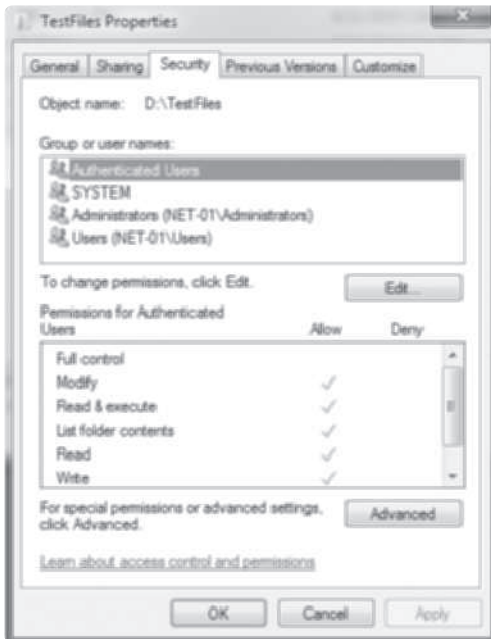 TestFiles Properties
General Sharing Security Previous Versions Customize
Object name: D:\TestFiles
Group or user names:
Authenticated Users
SYSTEM
Administrators (NET-01\Administrators)
Users (NET-01\Users)
To change permissions, click Edit.
Edit...
Permissions for Authenticated
Users Allow Deny
Full control
Modify
Read & execute
List folder contents
Read
Write
For special permissions or advanced settings,
click Advanced.
Advanced
Learn about access control and permissions
OK Cancel Apply